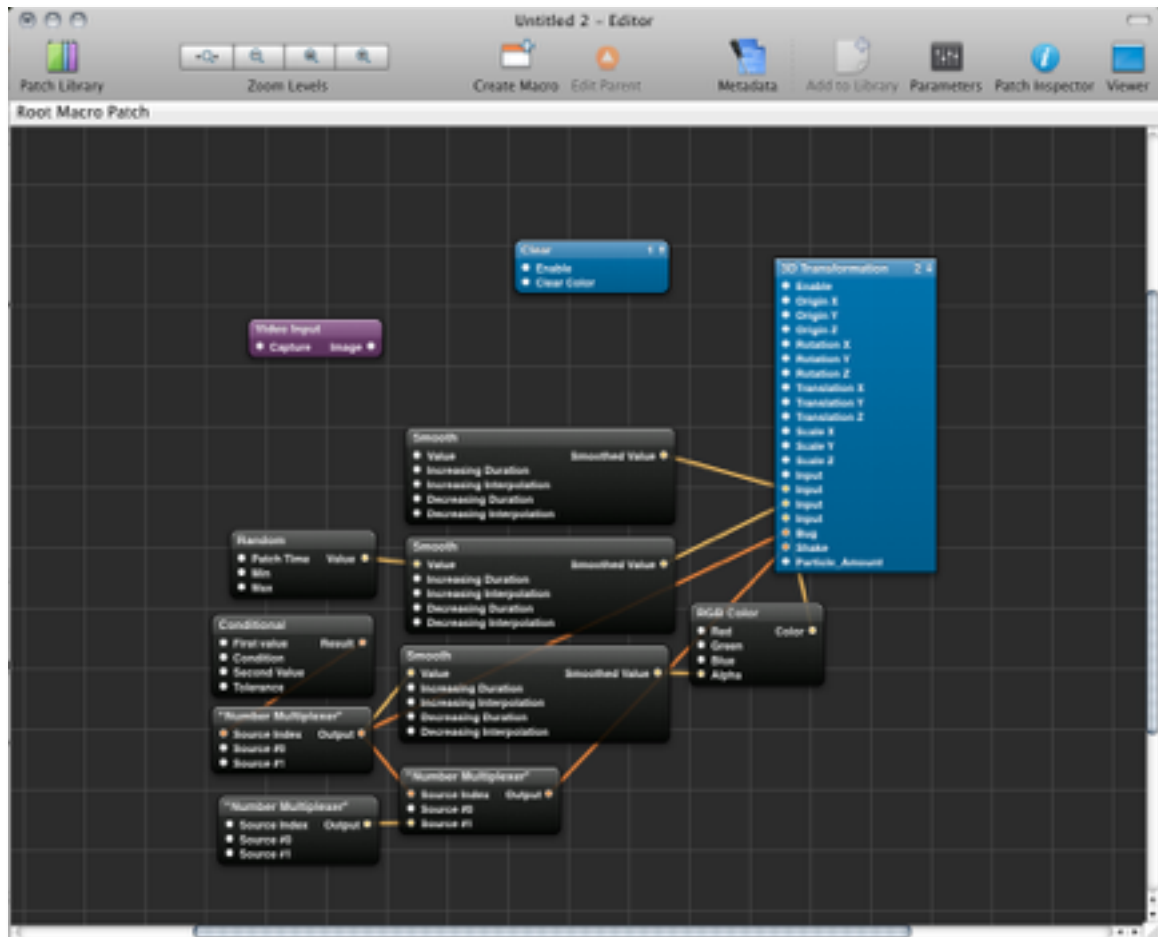 Untitled 2 - Editor
Patch Library
Zoom Levels
Create Macro
Edit Parent
Metadata
Add to Library
Parameters
Patch Inspector
Viewer
Root Macro Patch
Clear 1
Enable
Clear Color
3D Transformation 2
Enable
Origin X
Origin Y
Origin Z
Rotation X
Rotation Y
Rotation Z
Translation X
Translation Y
Translation Z
Scale X
Scale Y
Scale Z
Input
Input
Input
Input
Bug
Shake
Particle_Amount
Video Input
Capture Image
Smooth
Value Smoothed Value
Increasing Duration
Increasing Interpolation
Decreasing Duration
Decreasing Interpolation
Random
Patch Time Value
Min
Max
Smooth
Value Smoothed Value
Increasing Duration
Increasing Interpolation
Decreasing Duration
Decreasing Interpolation
Conditional
First value Result
Condition
Second Value
Tolerance
Smooth
Value Smoothed Value
Increasing Duration
Increasing Interpolation
Decreasing Duration
Decreasing Interpolation
RGB Color
Red Color
Green
Blue
Alpha
"Number Multiplexer"
Source Index Output
Source #0
Source #1
"Number Multiplexer"
Source Index Output
Source #0
Source #1
"Number Multiplexer"
Source Index Output
Source #0
Source #1